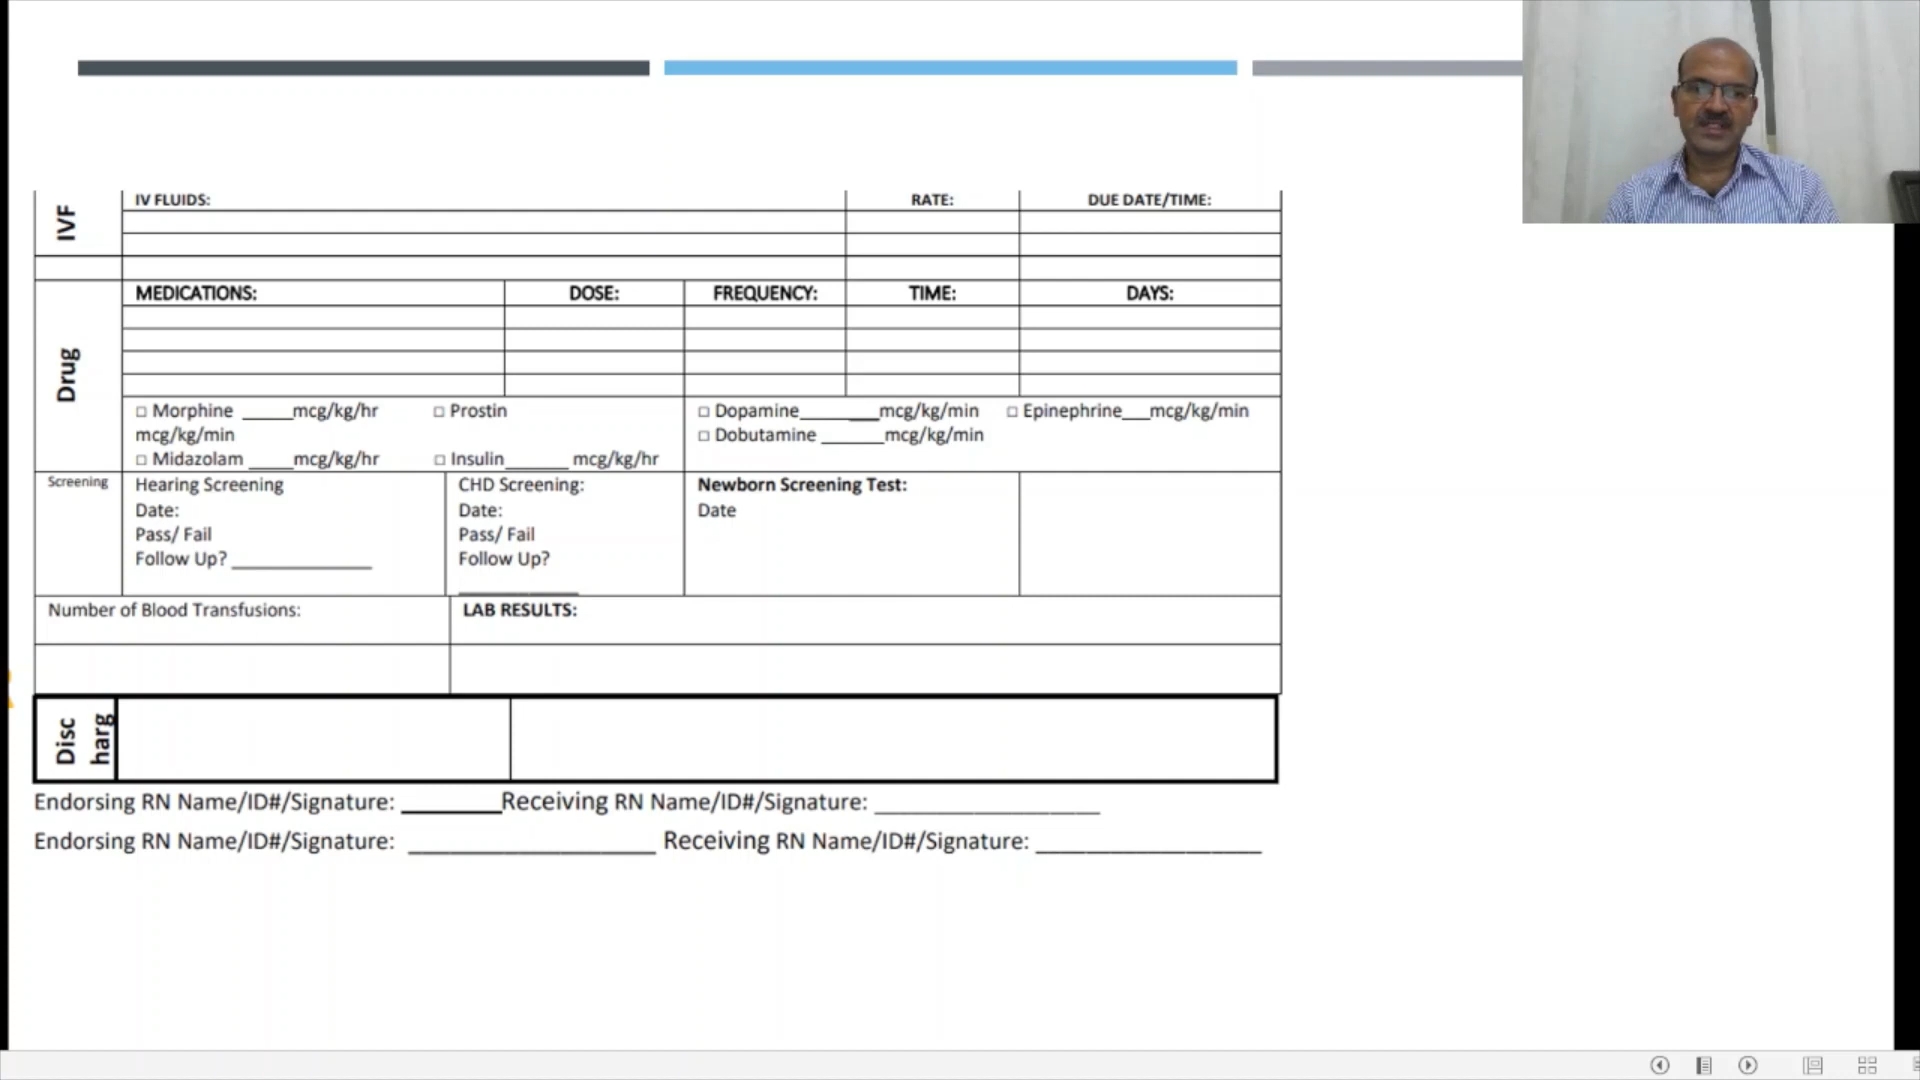 IVF
IV FLUIDS: RATE: DUE DATE/TIME:
Drug
MEDICATIONS: DOSE: FREQUENCY: TIME: DAYS:
□ Morphine _____mcg/kg/hr □ Prostin
mcg/kg/min
□ Midazolam _____mcg/kg/hr □ Insulin_______ mcg/kg/hr
□ Dopamine________mcg/kg/min □ Epinephrine___mcg/kg/min
□ Dobutamine _______mcg/kg/min
Screening
Hearing Screening
Date:
Pass/ Fail
Follow Up? ______________
CHD Screening:
Date:
Pass/ Fail
Follow Up?
____________
Newborn Screening Test:
Date
Number of Blood Transfusions: LAB RESULTS:
Disc
harg
Endorsing RN Name/ID#/Signature: ________Receiving RN Name/ID#/Signature: __________________
Endorsing RN Name/ID#/Signature: ____________________ Receiving RN Name/ID#/Signature: __________________